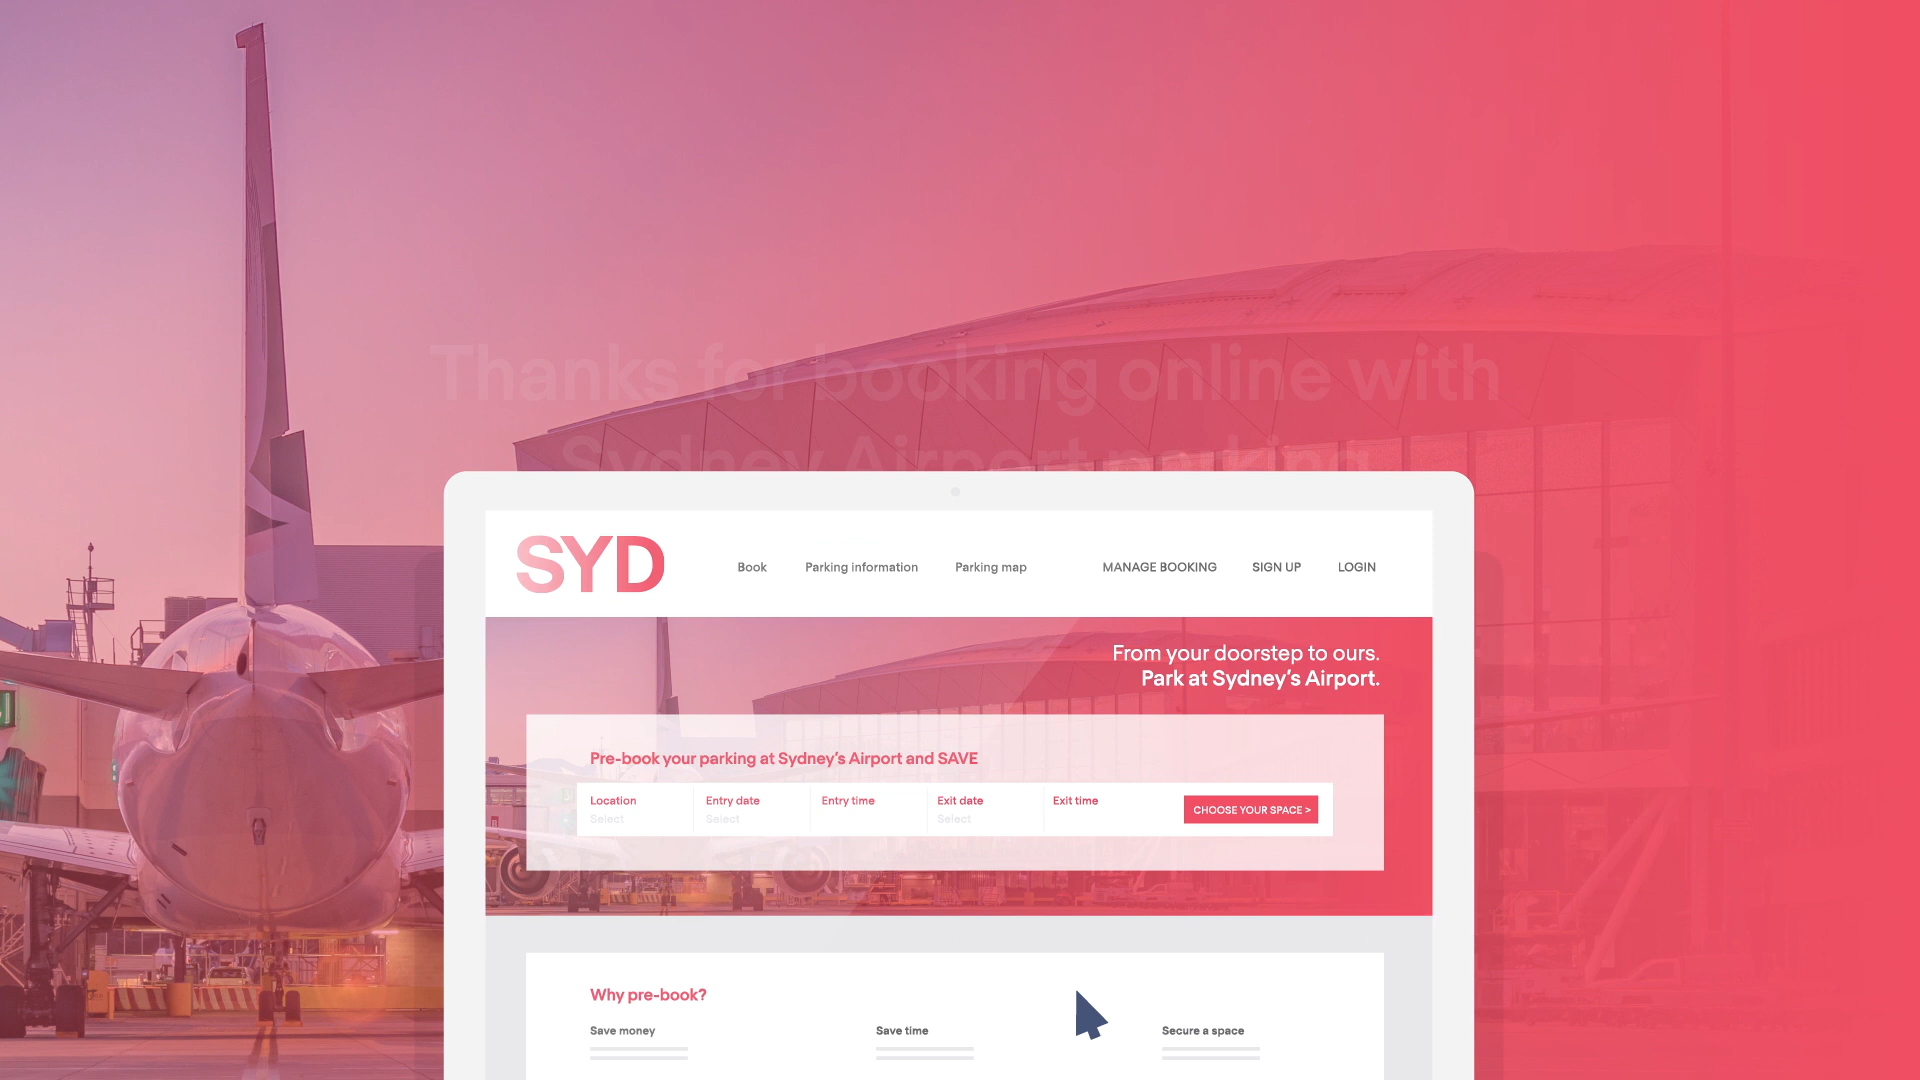 Thanks for booking online with
Sydney Airport parking
SYD
Book
Parking information
Parking map
MANAGE BOOKING
SIGN UP
LOGIN
From your doorstep to ours.
Park at Sydney's Airport.
Pre-book your parking at Sydney's Airport and SAVE
Location
Entry date
Entry time
Exit date
Exit time
Select
Select
Select
CHOOSE YOUR SPACE >
Why pre-book?
Save money
Save time
Secure a space